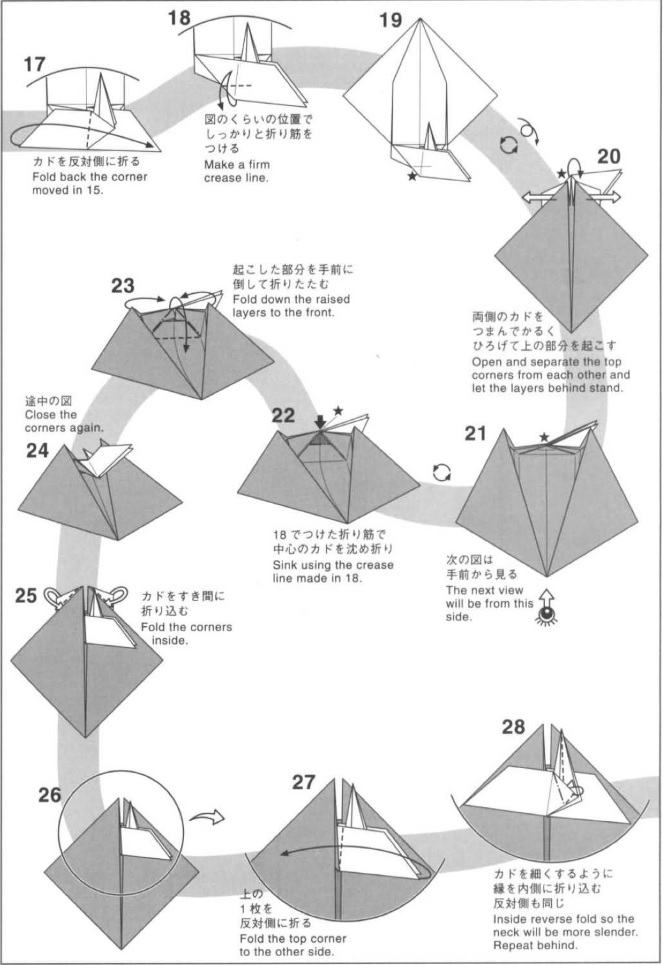 17
カドを反対側に折る
Fold back the corner
moved in 15.
18
図のくらいの位置で
しっかりと折り筋を
つける
Make a firm
crease line.
19
★
20
★
両側のカドを
つまんでかるく
ひろげて上の部分を起こす
Open and separate the top
corners from each other and
let the layers behind stand.
21
★
次の図は
手前から見る
The next view
will be from this
side.
22
★
18でつけた折り筋で
中心のカドを沈め折り
Sink using the crease
line made in 18.
23
起こした部分を手前に
倒して折りたたむ
Fold down the raised
layers to the front.
途中の図
Close the
corners again.
24
25
カドをすき間に
折り込む
Fold the corners
inside.
26
27
上の
1枚を
反対側に折る
Fold the top corner
to the other side.
28
カドを細くするように
縁を内側に折り込む
反対側も同じ
Inside reverse fold so the
neck will be more slender.
Repeat behind.